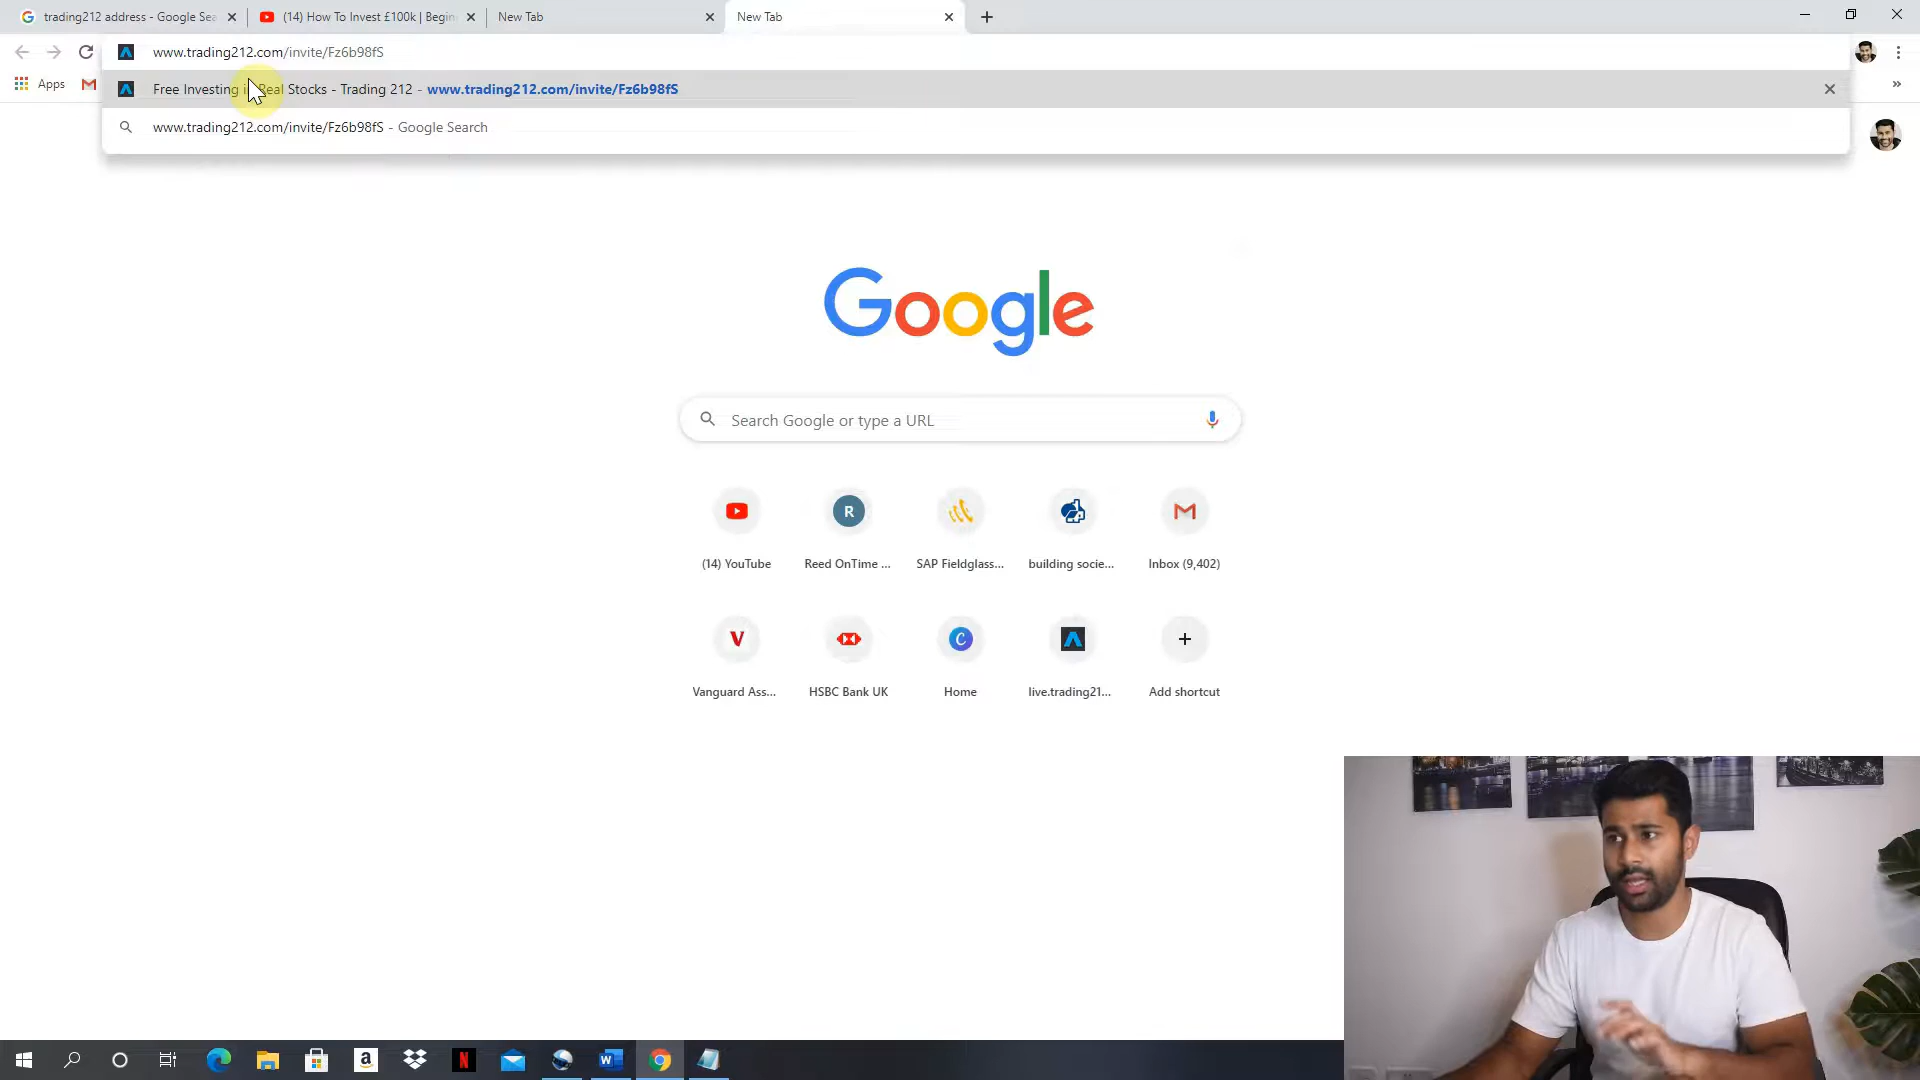 trading212 address - Google Sea
(14) How To Invest £100k | Begin
New Tab
New Tab
www.trading212.com/invite/Fz6b98fS
Apps
Free Investing in Real Stocks - Trading 212 - www.trading212.com/invite/Fz6b98fS
www.trading212.com/invite/Fz6b98fS - Google Search
Google
Search Google or type a URL
(14) YouTube
Reed OnTime ...
SAP Fieldglass...
building socie...
Inbox (9,402)
Vanguard Ass...
HSBC Bank UK
Home
live.trading21...
Add shortcut